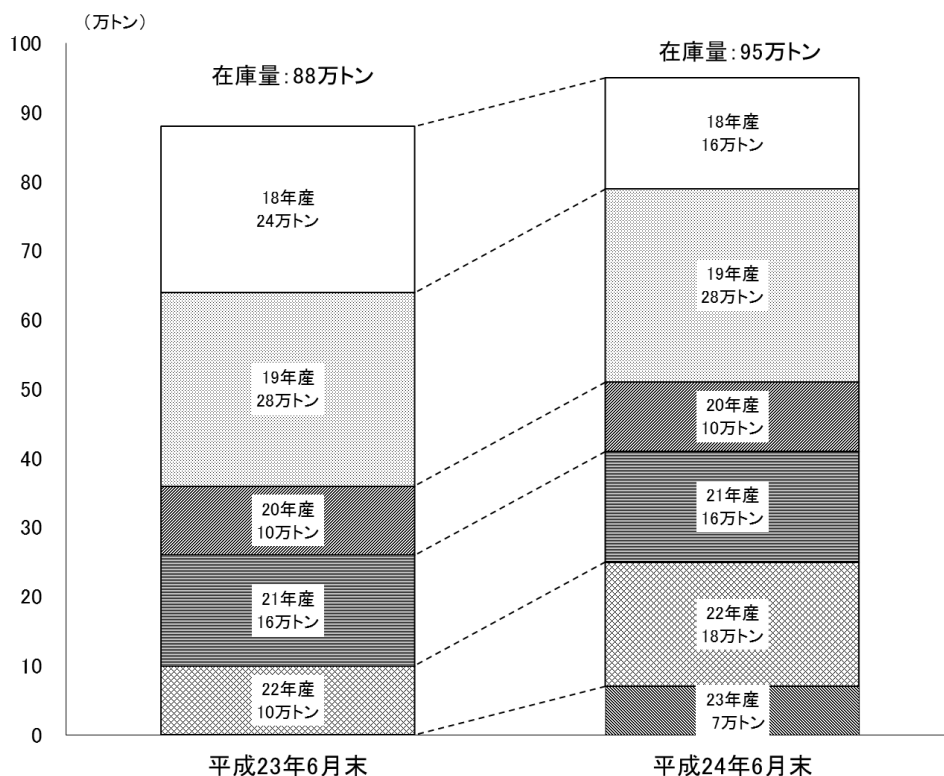 （万トン）
100
90
80
70
60
50
40
30
20
10
0
在庫量：88万トン
18年産
24万トン
19年産
28万トン
20年産
10万トン
21年産
16万トン
22年産
10万トン
平成23年6月末
在庫量：95万トン
18年産
16万トン
19年産
28万トン
20年産
10万トン
21年産
16万トン
22年産
18万トン
23年産
7万トン
平成24年6月末